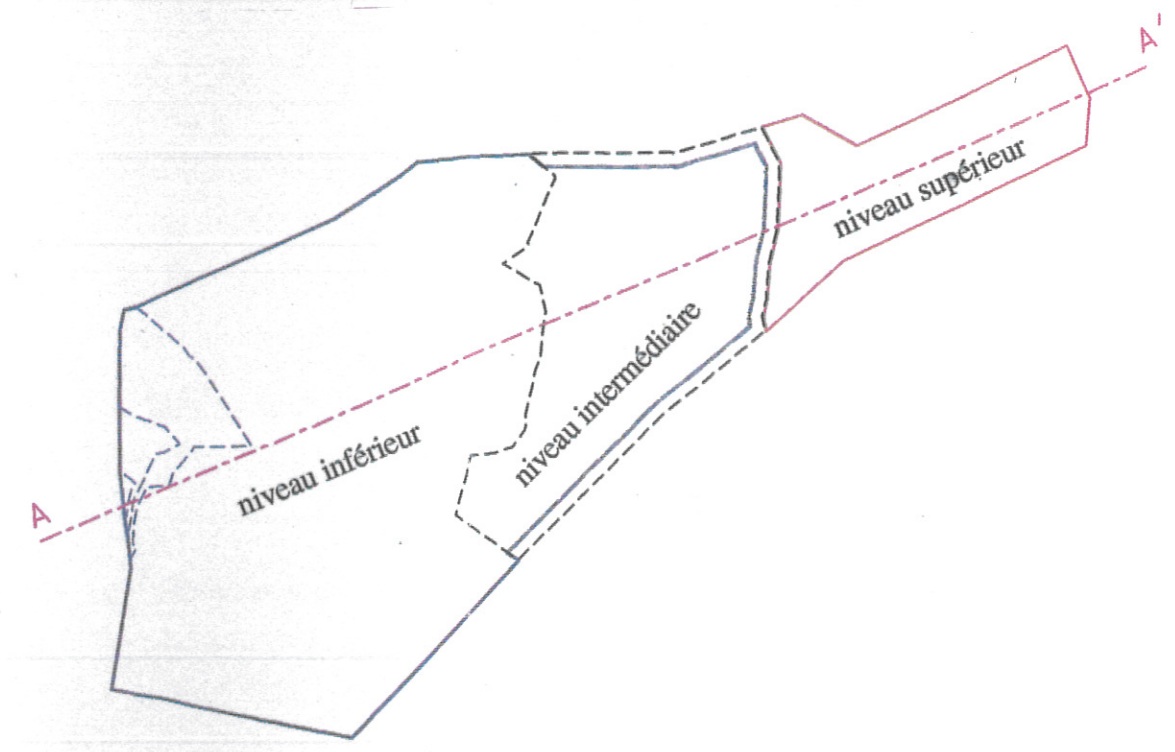 A'
niveau supérieur
niveau intermédiaire
niveau inférieur
A